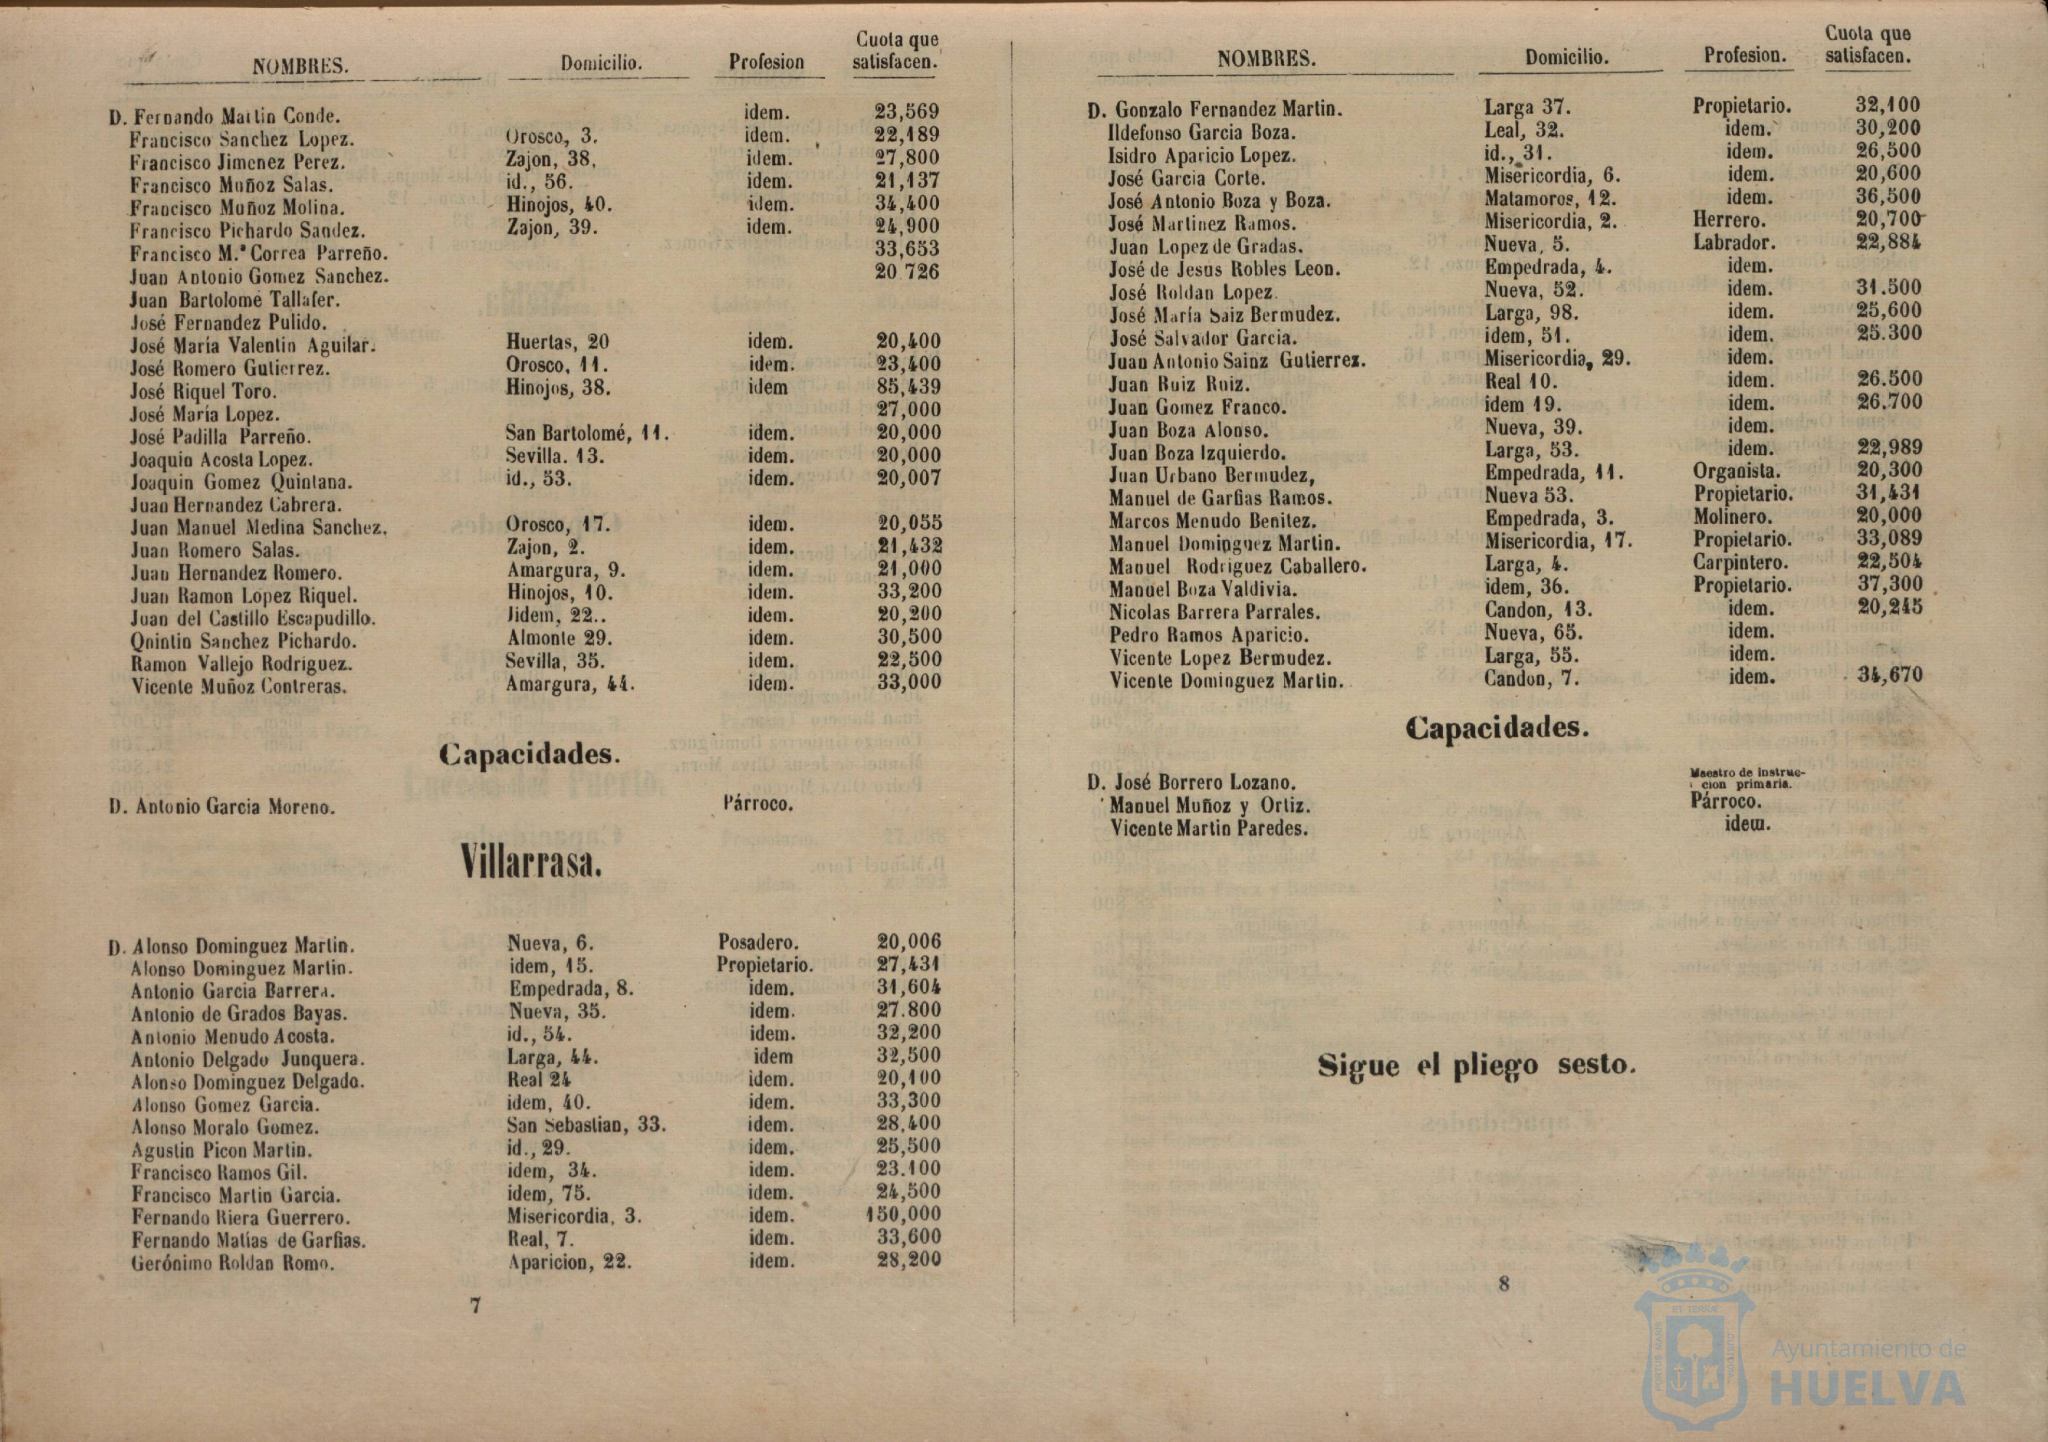 NOMBRES. Domicilio. Profesion Cuota que satisfacen.
D. Fernando Martin Conde. idem. 23,569
Francisco Sanchez Lopez. Orosco, 3. idem. 22,189
Francisco Jimenez Perez. Zajon, 38. idem. 27,800
Francisco Muñoz Salas. id., 56. idem. 21,137
Francisco Muñoz Molina. Hinojos, 40. idem. 34,400
Francisco Pichardo Sandez. Zajon, 39. idem. 24,900
Francisco M.ª Correa Parreño. 33,653
Juan Antonio Gomez Sanchez. 20 726
Juan Bartolomé Tallafer.
José Fernandez Pulido.
José María Valentin Aguilar. Huertas, 20 idem. 20,400
José Romero Gutierrez. Orosco, 11. idem. 23,400
José Riquel Toro. Hinojos, 38. idem 85,439
José María Lopez. 27,000
José Padilla Parreño. San Bartolomé, 11. idem. 20,000
Joaquin Acosta Lopez. Sevilla. 13. idem. 20,000
Joaquin Gomez Quintana. id., 53. idem. 20,007
Juan Hernandez Cabrera.
Juan Manuel Medina Sanchez. Orosco, 17. idem. 20,055
Juan Romero Salas. Zajon, 2. idem. 21,432
Juan Hernandez Romero. Amargura, 9. idem. 21,000
Juan Ramon Lopez Riquel. Hinojos, 10. idem. 33,200
Juan del Castillo Escapudillo. Jidem, 22.. idem. 20,200
Qnintin Sanchez Pichardo. Almonte 29. idem. 30,500
Ramon Vallejo Rodriguez. Sevilla, 35. idem. 22,500
Vicente Muñoz Contreras. Amargura, 44. idem. 33,000
Capacidades.
D. Antonio Garcia Moreno. Párroco.
Villarrasa.
D. Alonso Dominguez Martin. Nueva, 6. Posadero. 20,006
Alonso Dominguez Martin. idem, 15. Propietario. 27,431
Antonio Garcia Barrera. Empedrada, 8. idem. 31,604
Antonio de Grados Bayas. Nueva, 35. idem. 27.800
Antonio Menudo Acosta. id., 54. idem. 32,200
Antonio Delgado Junquera. Larga, 44. idem 32,500
Alonso Dominguez Delgado. Real 24 idem. 20,100
Alonso Gomez Garcia. idem, 40. idem. 33,300
Alonso Moralo Gomez. San Sebastian, 33. idem. 28,400
Agustin Picon Martin. id., 29. idem. 25,500
Francisco Ramos Gil. idem, 34. idem. 23.100
Francisco Martin Garcia. idem, 75. idem. 24,500
Fernando Riera Guerrero. Misericordia, 3. idem. 150,000
Fernando Matías de Garfias. Real, 7. idem. 33,600
Gerónimo Roldan Romo. Aparicion, 22. idem. 28,200
7
NOMBRES. Domicilio. Profesion. Cuota que satisfacen.
D. Gonzalo Fernandez Martin. Larga 37. Propietario. 32,100
Ildefonso Garcia Boza. Leal, 32. idem. 30,200
Isidro Aparicio Lopez. id., 31. idem. 26,500
José Garcia Corte. Misericordia, 6. idem. 20,600
José Antonio Boza y Boza. Matamoros, 12. idem. 36,500
José Martinez Ramos. Misericordia, 2. Herrero. 20,700
Juan Lopez de Gradas. Nueva, 5. Labrador. 22,884
José de Jesus Robles Leon. Empedrada, 4. idem.
José Roldan Lopez. Nueva, 52. idem. 31.500
José María Saiz Bermudez. Larga, 98. idem. 25,600
José Salvador Garcia. idem, 51. idem. 25.300
Juan Antonio Sainz Gutierrez. Misericordia, 29. idem.
Juan Ruiz Ruiz. Real 10. idem. 26.500
Juan Gomez Franco. idem 19. idem. 26.700
Juan Boza Alonso. Nueva, 39. idem.
Juan Boza Izquierdo. Larga, 53. idem. 22,989
Juan Urbano Bermudez, Empedrada, 11. Organista. 20,300
Manuel de Garfias Ramos. Nueva 53. Propietario. 31,431
Marcos Menudo Benitez. Empedrada, 3. Molinero. 20,000
Manuel Dominguez Martin. Misericordia, 17. Propietario. 33,089
Manuel Rodriguez Caballero. Larga, 4. Carpintero. 22,504
Manuel Boza Valdivia. idem, 36. Propietario. 37,300
Nicolas Barrera Parrales. Candon, 13. idem. 20,245
Pedro Ramos Aparicio. Nueva, 65. idem.
Vicente Lopez Bermudez. Larga, 55. idem.
Vicente Dominguez Martin. Candon, 7. idem. 34,670
Capacidades.
D. José Borrero Lozano. Maestro de instruc-
cion primaria.
Manuel Muñoz y Ortiz. Párroco.
Vicente Martin Paredes. idem.
Sigue el pliego sesto.
8
Ayuntamiento de
HUELVA